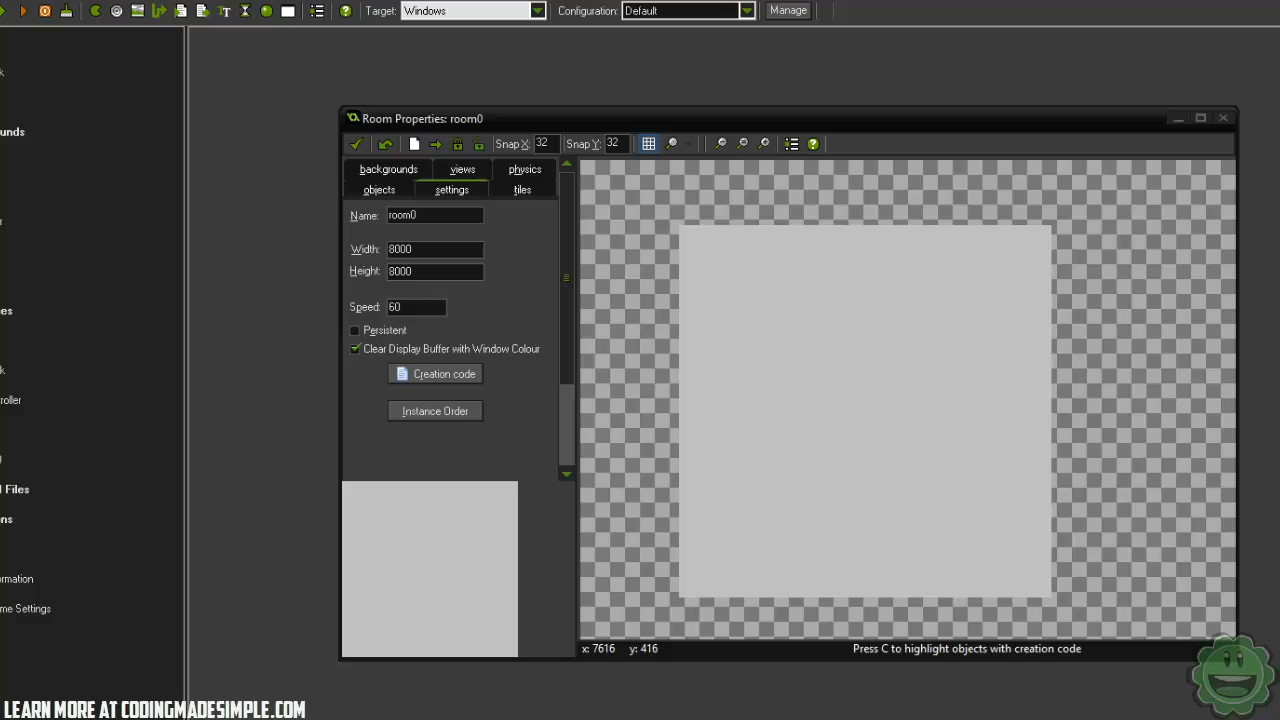 Target: Windows Configuration: Default Manage
Room Properties: room0
Snap X: 32 Snap Y: 32
backgrounds views physics
objects settings tiles
Name: room0
Width: 8000
Height: 8000
Speed: 60
Persistent
Clear Display Buffer with Window Colour
Creation code
Instance Order
x: 7616 y: 416 Press C to highlight objects with creation code
k
unds
r
es
k
troller
l Files
ns
rmation
me Settings
LEARN MORE AT CODINGMADESIMPLE.COM